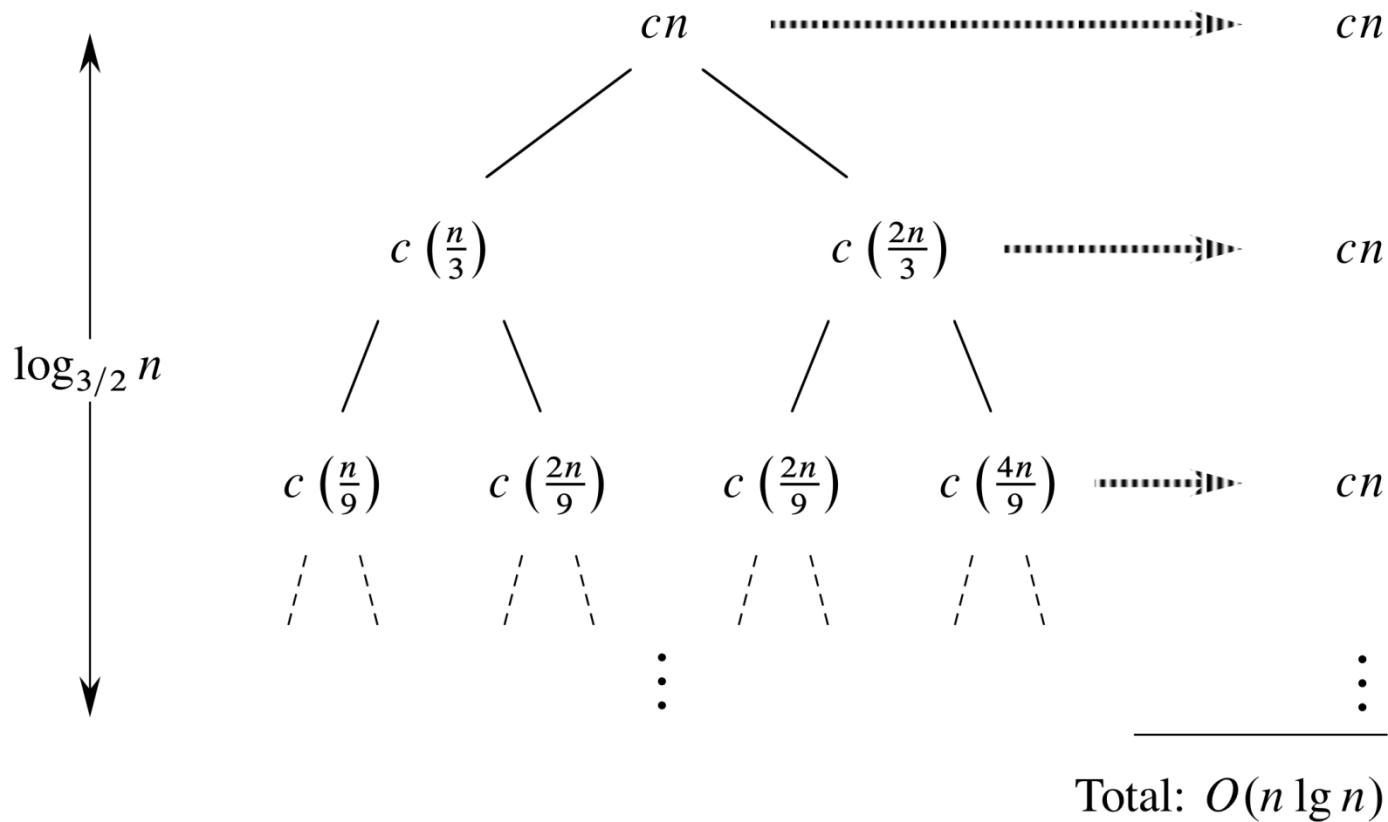 cn cn
c (n/3) c (2n/3) cn
log_{3/2} n
c (n/9) c (2n/9) c (2n/9) c (4n/9) cn
Total: O(n lg n)